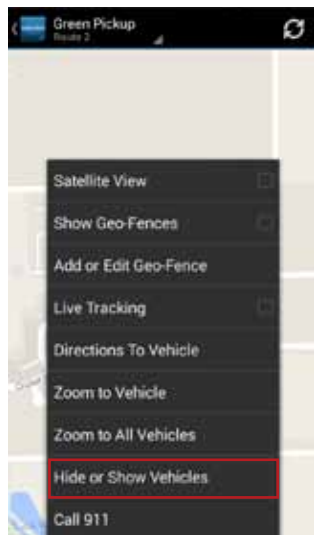 Green Pickup
Route 2
Satellite View
Show Geo-Fences
Add or Edit Geo-Fence
Live Tracking
Directions To Vehicle
Zoom to Vehicle
Zoom to All Vehicles
Hide or Show Vehicles
Call 911